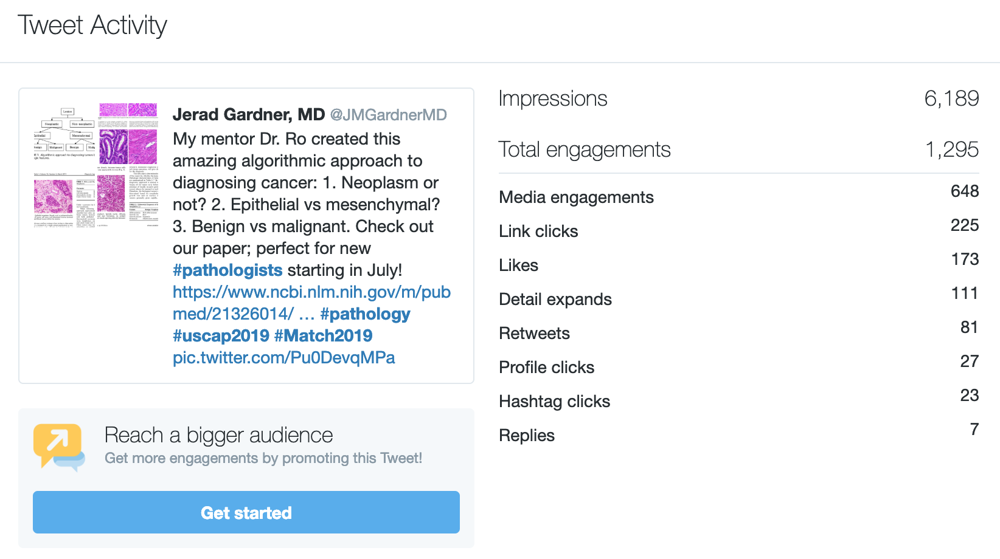 Tweet Activity
Lesion
Neoplastic
Non-neoplastic
Mesenchymal
Malignant
Benign
Jerad Gardner, MD @JMGardnerMD
My mentor Dr. Ro created this
amazing algorithmic approach to
diagnosing cancer: 1. Neoplasm or
not? 2. Epithelial vs mesenchymal?
3. Benign vs malignant. Check out
our paper; perfect for new
#pathologists starting in July!
https://www.ncbi.nlm.nih.gov/m/pub
med/21326014/ … #pathology
#uscap2019 #Match2019
pic.twitter.com/Pu0DevqMPa
Reach a bigger audience
Get more engagements by promoting this Tweet!
Get started
Impressions 6,189
Total engagements 1,295
Media engagements 648
Link clicks 225
Likes 173
Detail expands 111
Retweets 81
Profile clicks 27
Hashtag clicks 23
Replies 7